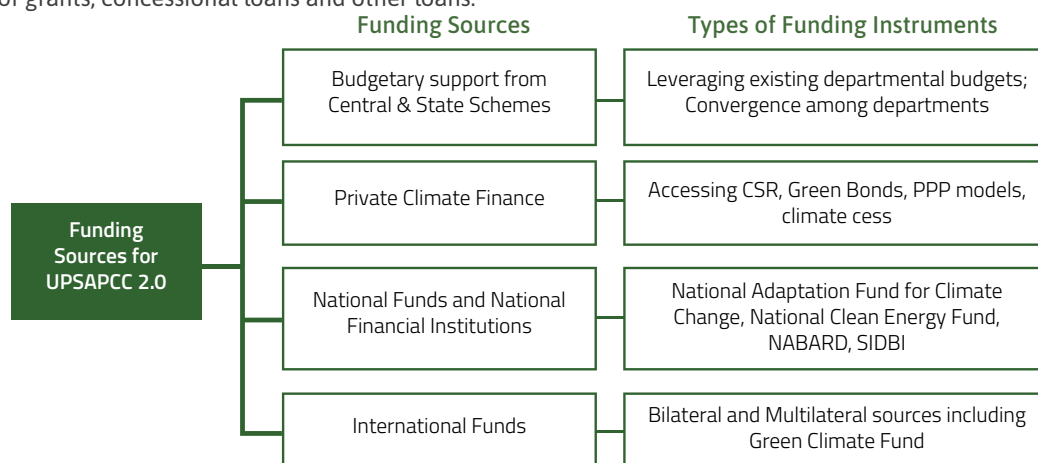 of grants, concessional loans and other loans.
Funding Sources
Types of Funding Instruments
Budgetary support from
Central & State Schemes
Leveraging existing departmental budgets;
Convergence among departments
Private Climate Finance
Accessing CSR, Green Bonds, PPP models,
climate cess
Funding
Sources for
UPSAPCC 2.0
National Funds and National
Financial Institutions
National Adaptation Fund for Climate
Change, National Clean Energy Fund,
NABARD, SIDBI
International Funds
Bilateral and Multilateral sources including
Green Climate Fund